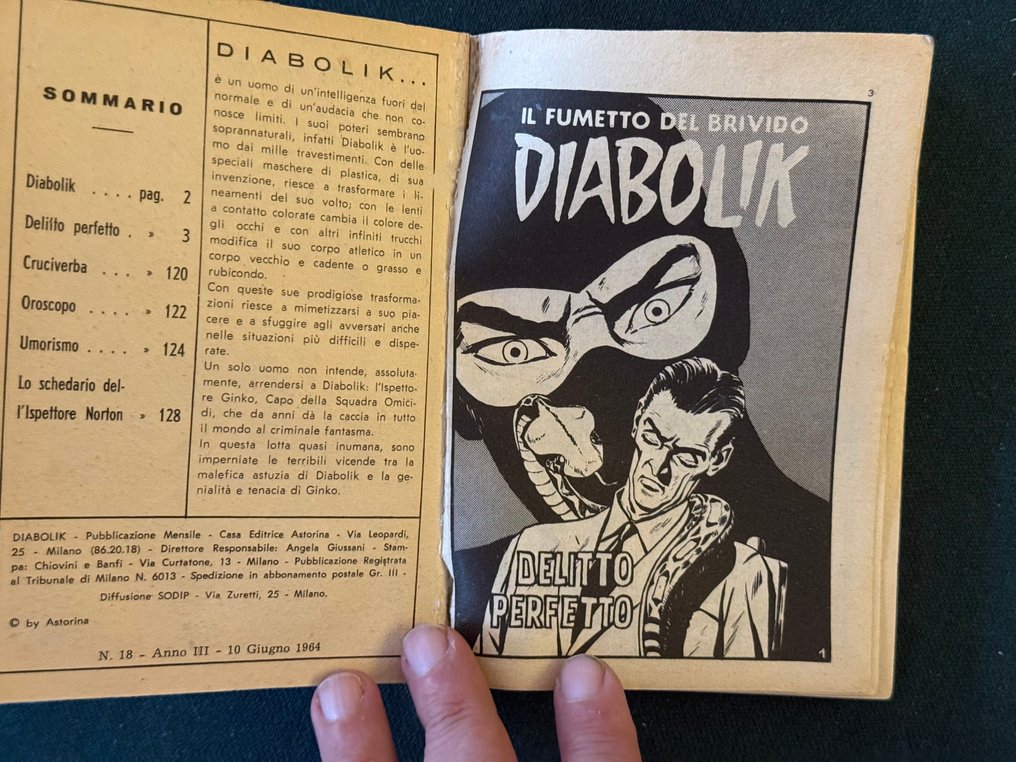 SOMMARIO
Diabolik . . . . pag. 2
Delitto perfetto . » 3
Cruciverba . . . . » 120
Oroscopo . . . . . » 122
Umorismo . . . . » 124
Lo schedario del-
l'Ispettore Norton » 128
DIABOLIK...
è un uomo di un'intelligenza fuori del
normale e di un'audacia che non co-
nosce limiti. I suoi poteri sembrano
soprannaturali, infatti Diabolik è l'uo-
mo dai mille travestimenti. Con delle
speciali maschere di plastica, di sua
invenzione, riesce a trasformare i li-
neamenti del suo volto; con le lenti
a contatto colorate cambia il colore de-
gli occhi e con altri infiniti trucchi
modifica il suo corpo atletico in un
corpo vecchio e cadente o grasso e
rubicondo.
Con queste sue prodigiose trasforma-
zioni riesce a mimetizzarsi a suo pia-
cere e a sfuggire agli avversari anche
nelle situazioni più difficili e dispe-
rate.
Un solo uomo non intende, assoluta-
mente, arrendersi a Diabolik: l'Ispetto-
re Ginko, Capo della Squadra Omici-
di, che da anni dà la caccia in tutto
il mondo al criminale fantasma.
In questa lotta quasi inumana, sono
imperniate le terribili vicende tra la
malefica astuzia di Diabolik e la ge-
nialità e tenacia di Ginko.
DIABOLIK - Pubblicazione Mensile - Casa Editrice Astorina - Via Leopardi,
25 - Milano (86.20.18) - Direttore Responsabile: Angela Giussani - Stam-
pa: Chiovini e Banfi - Via Curtatone, 13 - Milano - Pubblicazione Registrata
al Tribunale di Milano N. 6013 - Spedizione in abbonamento postale Gr. III -
Diffusione SODIP - Via Zuretti, 25 - Milano.
© by Astorina
N. 18 - Anno III - 10 Giugno 1964
3
IL FUMETTO DEL BRIVIDO
DIABOLIK
DELITTO
PERFETTO
1